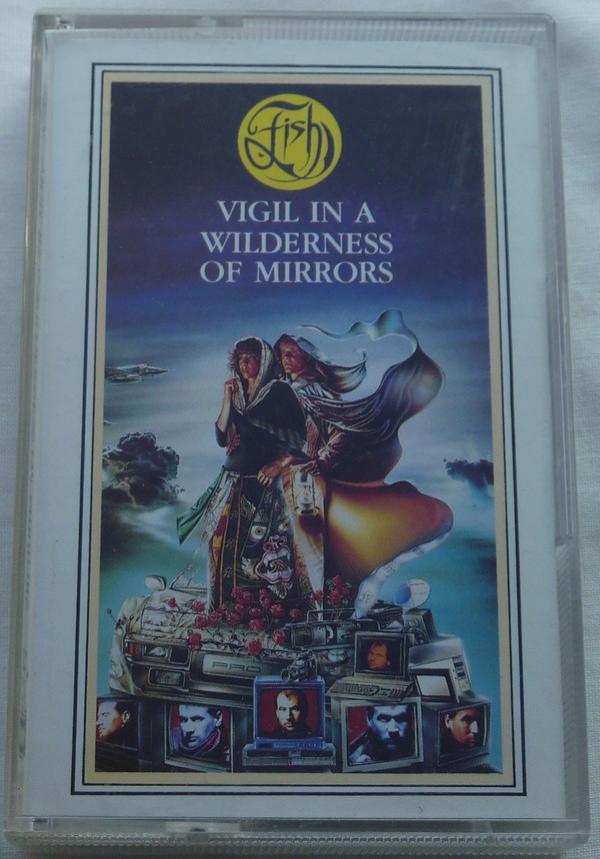 Fish
VIGIL IN A
WILDERNESS
OF MIRRORS